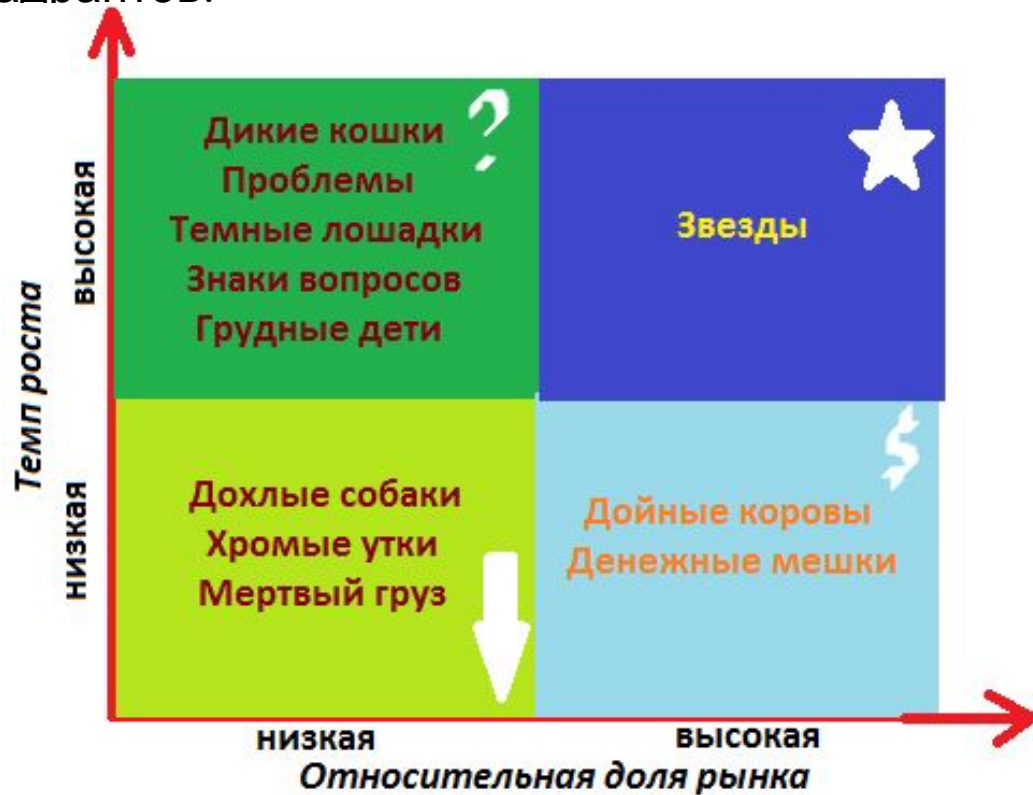 Дикие кошки
Проблемы
Темные лошадки
Знаки вопросов
Грудные дети
?
Звезды
Дохлые собаки
Хромые утки
Мертвый груз
$
Дойные коровы
Денежные мешки
Темп роста
высокая
низкая
низкая
высокая
Относительная доля рынка